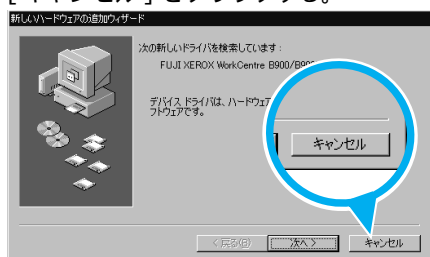 [キャンセル]をクリックする。
新しいハードウェアの追加ウィザード
次の新しいドライバを検索しています :
FUJI XEROX WorkCentre B900/B900
デバイス ドライバは、ハードウェア
フトウェアです。
キャンセル
< 戻る(B) 次へ > キャンセル